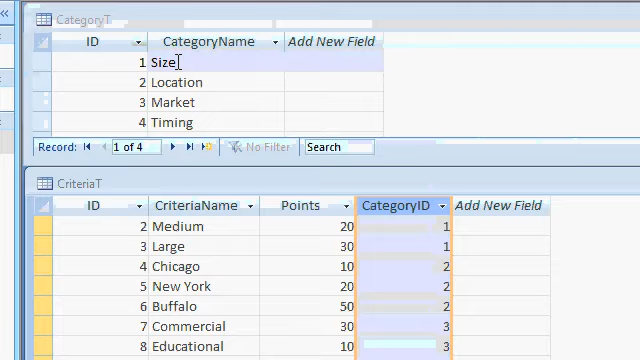 CategoryT
ID CategoryName Add New Field
1 Size
2 Location
3 Market
4 Timing
Record: 1 of 4 No Filter Search
CriteriaT
ID CriteriaName Points CategoryID Add New Field
2 Medium 20 1
3 Large 30 1
4 Chicago 10 2
5 New York 20 2
6 Buffalo 50 2
7 Commercial 30 3
8 Educational 10 3